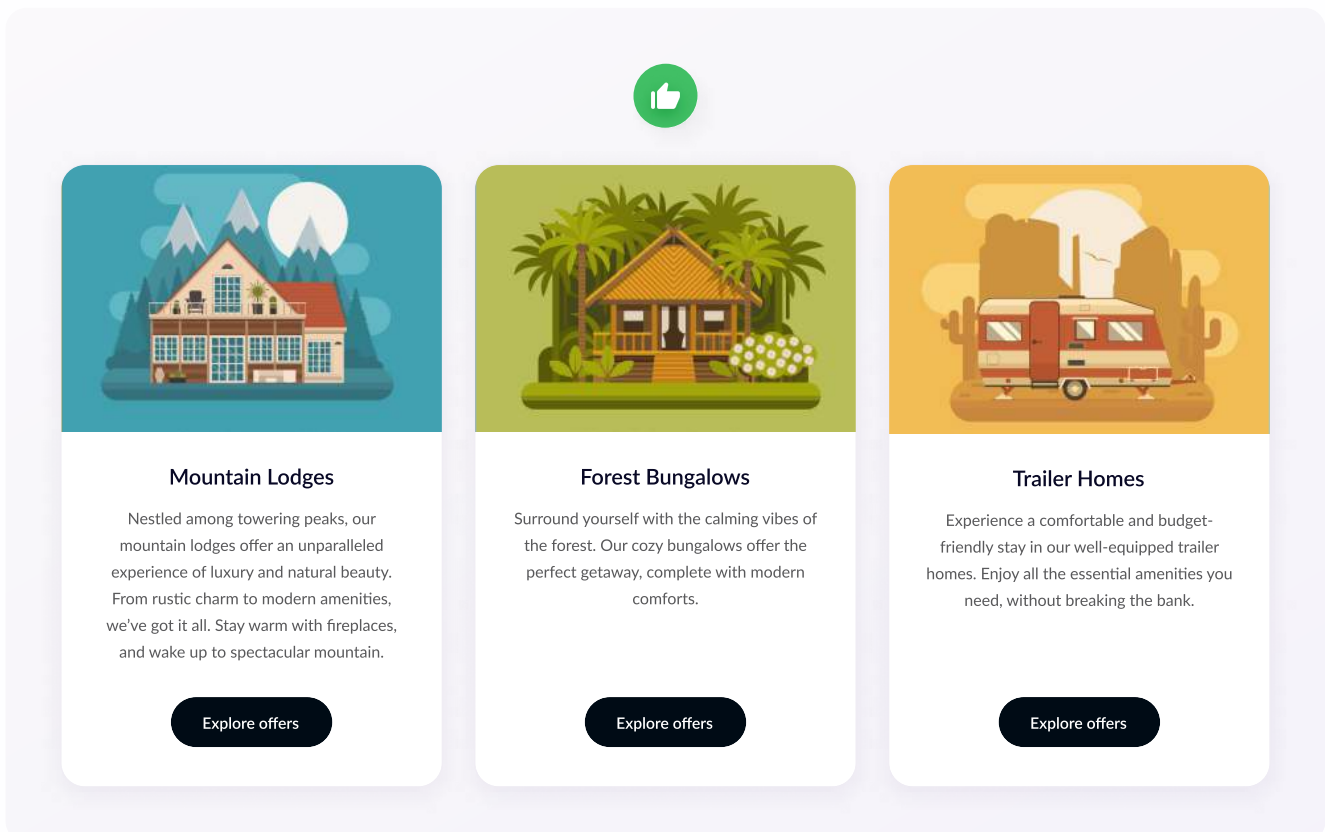 Mountain Lodges
Nestled among towering peaks, our
mountain lodges offer an unparalleled
experience of luxury and natural beauty.
From rustic charm to modern amenities,
we've got it all. Stay warm with fireplaces,
and wake up to spectacular mountain.
Explore offers
Forest Bungalows
Surround yourself with the calming vibes of
the forest. Our cozy bungalows offer the
perfect getaway, complete with modern
comforts.
Explore offers
Trailer Homes
Experience a comfortable and budget-
friendly stay in our well-equipped trailer
homes. Enjoy all the essential amenities you
need, without breaking the bank.
Explore offers